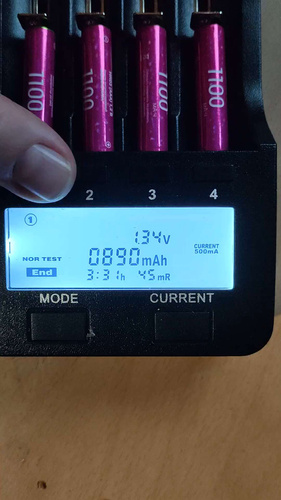 1100
1100
1100
1100
2 3 4
1
1.34v
NOR TEST 0890mAh CURRENT 500mA
End 3:31h 45mR
MODE CURRENT